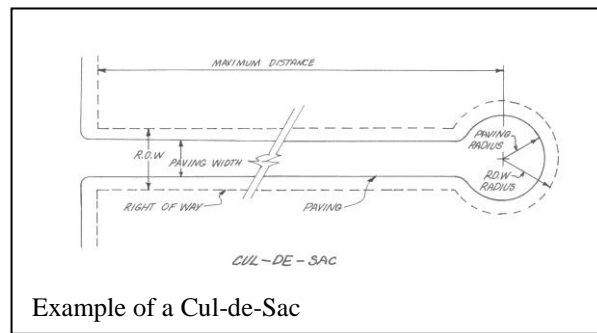 MAXIMUM DISTANCE
R.O.W
PAVING WIDTH
PAVING
RADIUS
R.O.W
RADIUS
RIGHT OF WAY
PAVING
CUL-DE-SAC
Example of a Cul-de-Sac